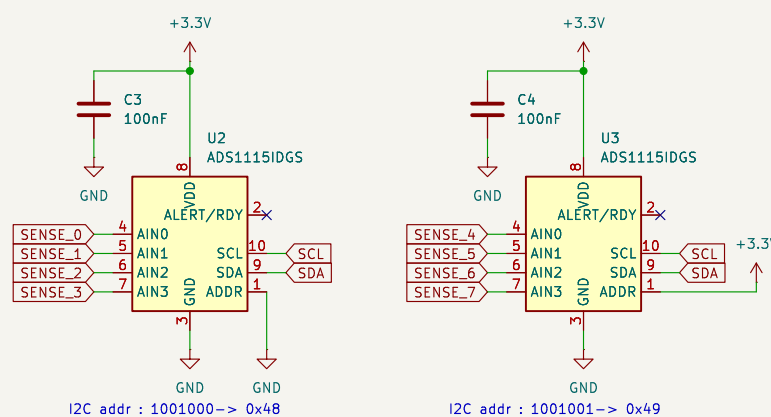 +3.3V
C3
100nF
GND
U2
ADS1115IDGS
8
VDD
ALERT/RDY
2
SENSE_0
4
AIN0
SENSE_1
5
AIN1
SCL
10
SCL
SENSE_2
6
AIN2
SDA
9
SDA
SENSE_3
7
AIN3
GND
ADDR
1
3
GND
GND
I2C addr : 1001000-> 0x48
+3.3V
C4
100nF
GND
U3
ADS1115IDGS
8
VDD
ALERT/RDY
2
SENSE_4
4
AIN0
SENSE_5
5
AIN1
SCL
10
SCL
SENSE_6
6
AIN2
SDA
9
SDA
SENSE_7
7
AIN3
GND
ADDR
1
+3.3V
3
GND
I2C addr : 1001001-> 0x49